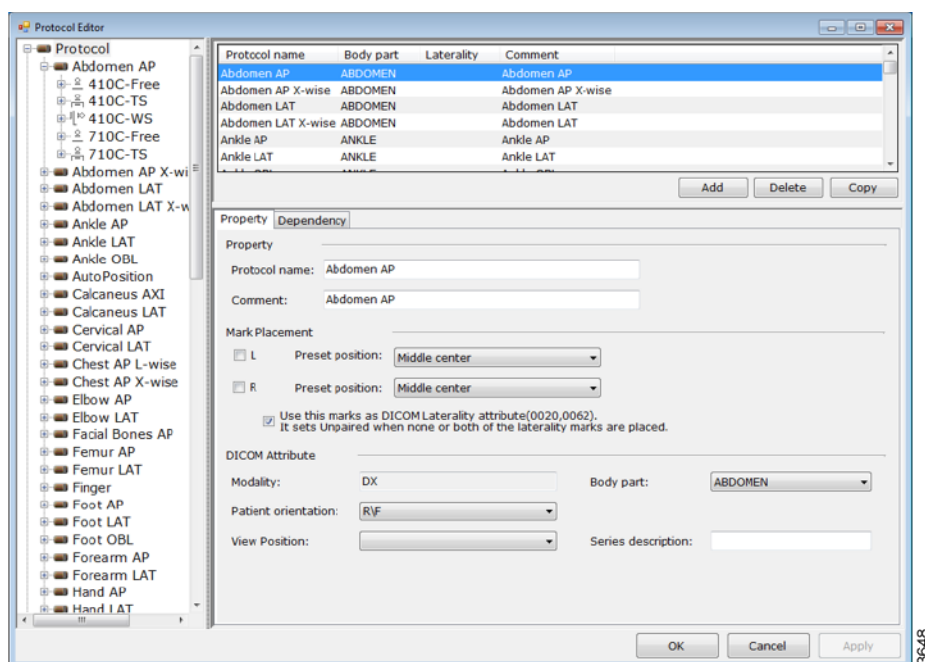 Protocol Editor
Protocol
Abdomen AP
410C-Free
410C-TS
410C-WS
710C-Free
710C-TS
Abdomen AP X-wi
Abdomen LAT
Abdomen LAT X-w
Ankle AP
Ankle LAT
Ankle OBL
AutoPosition
Calcaneus AXI
Calcaneus LAT
Cervical AP
Cervical LAT
Chest AP L-wise
Chest AP X-wise
Elbow AP
Elbow LAT
Facial Bones AP
Femur AP
Femur LAT
Finger
Foot AP
Foot LAT
Foot OBL
Forearm AP
Forearm LAT
Hand AP
Hand LAT
Protocol name Body part Laterality Comment
Abdomen AP ABDOMEN Abdomen AP
Abdomen AP X-wise ABDOMEN Abdomen AP X-wise
Abdomen LAT ABDOMEN Abdomen LAT
Abdomen LAT X-wise ABDOMEN Abdomen LAT
Ankle AP ANKLE Ankle AP
Ankle LAT ANKLE Ankle LAT
Add Delete Copy
Property Dependency
Property
Protocol name: Abdomen AP
Comment: Abdomen AP
Mark Placement
L Preset position: Middle center
R Preset position: Middle center
Use this marks as DICOM Laterality attribute(0020,0062).
It sets Unpaired when none or both of the laterality marks are placed.
DICOM Attribute
Modality: DX Body part: ABDOMEN
Patient orientation: R\F
View Position: Series description:
OK Cancel Apply